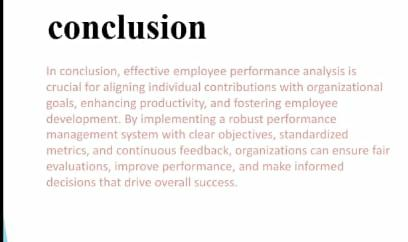 conclusion
In conclusion, effective employee performance analysis is
crucial for aligning individual contributions with organizational
goals, enhancing productivity, and fostering employee
development. By implementing a robust performance
management system with clear objectives, standardized
metrics, and continuous feedback, organizations can ensure fair
evaluations, improve performance, and make informed
decisions that drive overall success.